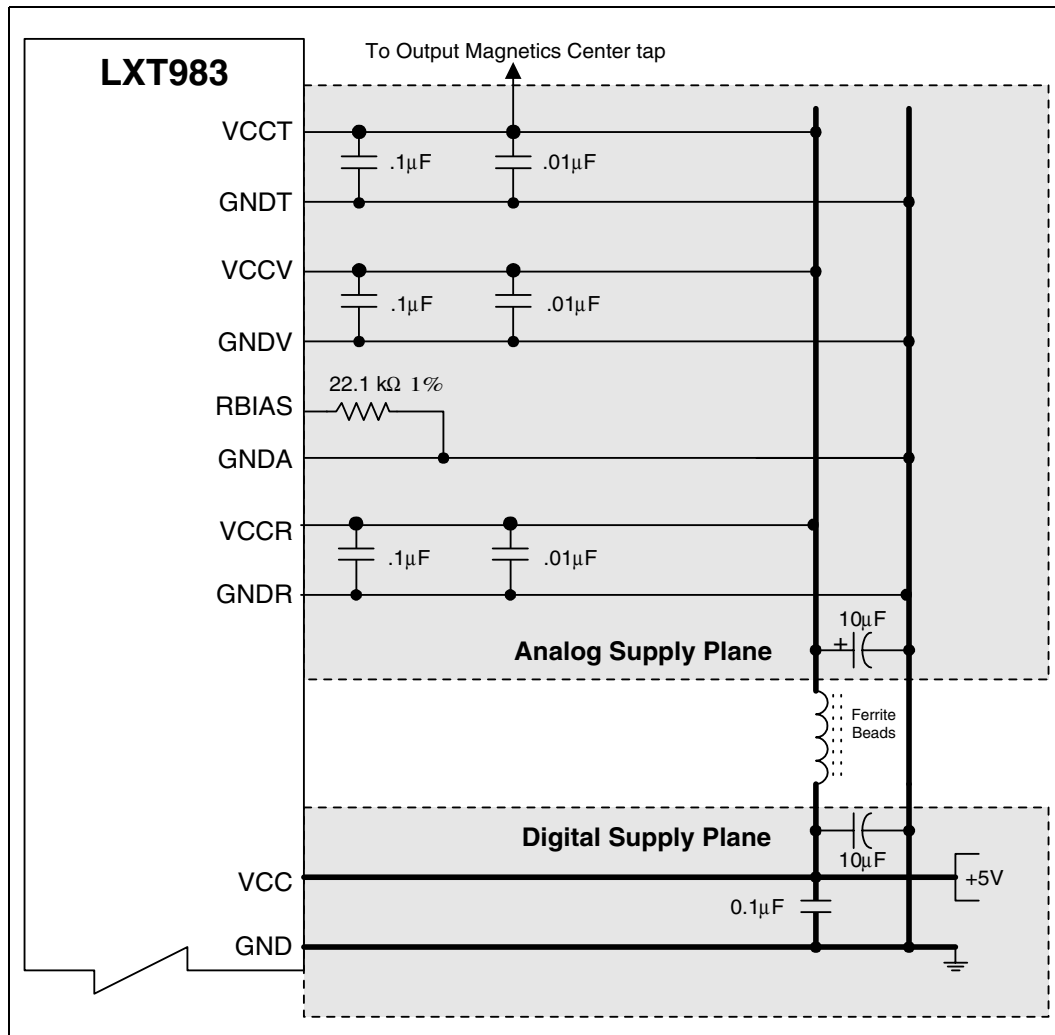 To Output Magnetics Center tap
LXT983
VCCT
.1μF
.01μF
GNDT
VCCV
.1μF
.01μF
GNDV
22.1 kΩ 1%
RBIAS
GNDA
VCCR
.1μF
.01μF
GNDR
10μF
+
Analog Supply Plane
Ferrite
Beads
Digital Supply Plane
10μF
VCC
+5V
0.1μF
GND